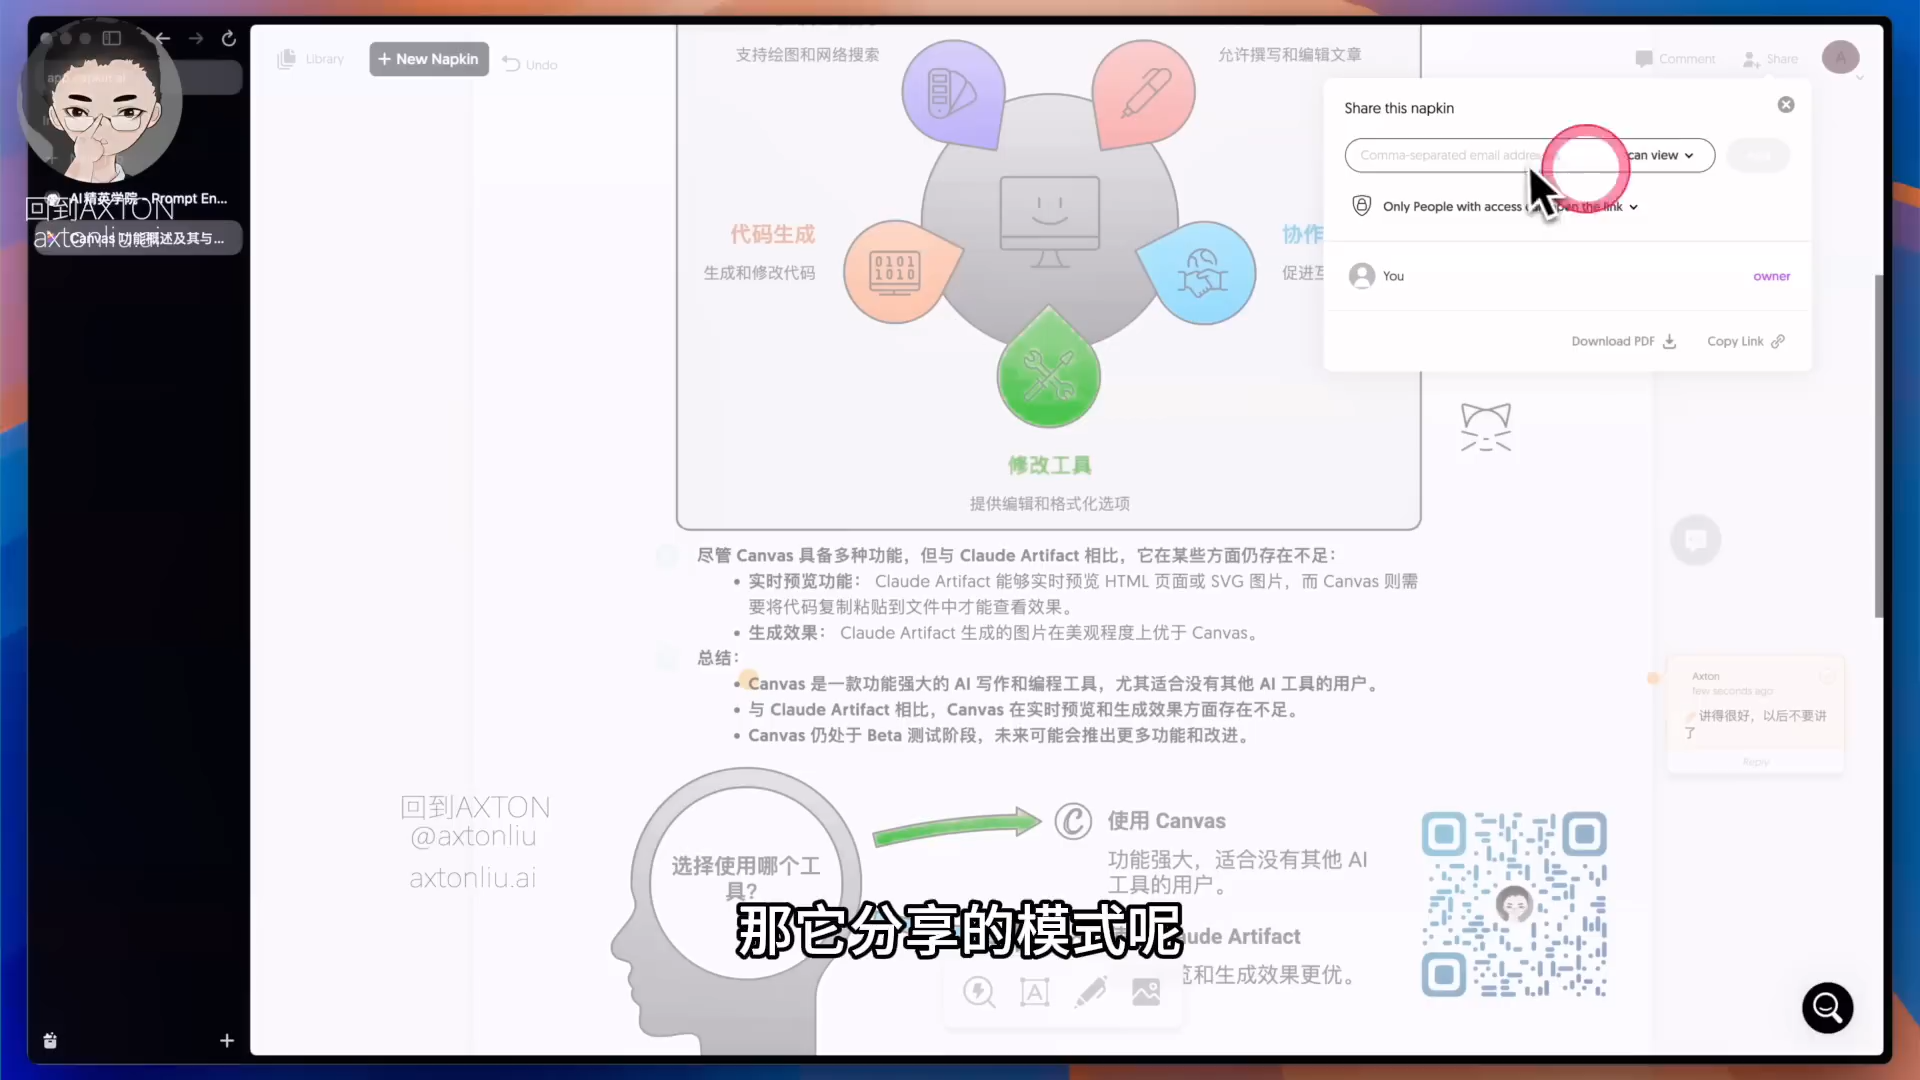 Library
+ New Napkin
Undo
Comment
Share
A
支持绘图和网络搜索
允许撰写和编辑文章
Share this napkin
can view
Only People with access
You
owner
Download PDF
Copy Link
AI精英学院 - Prompt En...
回到AXTON
axtonliu.ai
Canvas 功能概述及其与...
代码生成
生成和修改代码
0101
1010
协作
修改工具
提供编辑和格式化选项
尽管 Canvas 具备多种功能，但与 Claude Artifact 相比，它在某些方面仍存在不足：
• 实时预览功能： Claude Artifact 能够实时预览 HTML 页面或 SVG 图片，而 Canvas 则需
要将代码复制粘贴到文件中才能查看效果。
• 生成效果： Claude Artifact 生成的图片在美观程度上优于 Canvas。
总结：
• Canvas 是一款功能强大的 AI 写作和编程工具，尤其适合没有其他 AI 工具的用户。
• 与 Claude Artifact 相比，Canvas 在实时预览和生成效果方面存在不足。
• Canvas 仍处于 Beta 测试阶段，未来可能会推出更多功能和改进。
Axton
few seconds ago
讲得很好，以后不要讲
了
Reply
回到AXTON
@axtonliu
axtonliu.ai
选择使用哪个工
具?
使用 Canvas
功能强大，适合没有其他 AI
工具的用户。
Artifact
和生成效果更优。
那它分享的模式呢